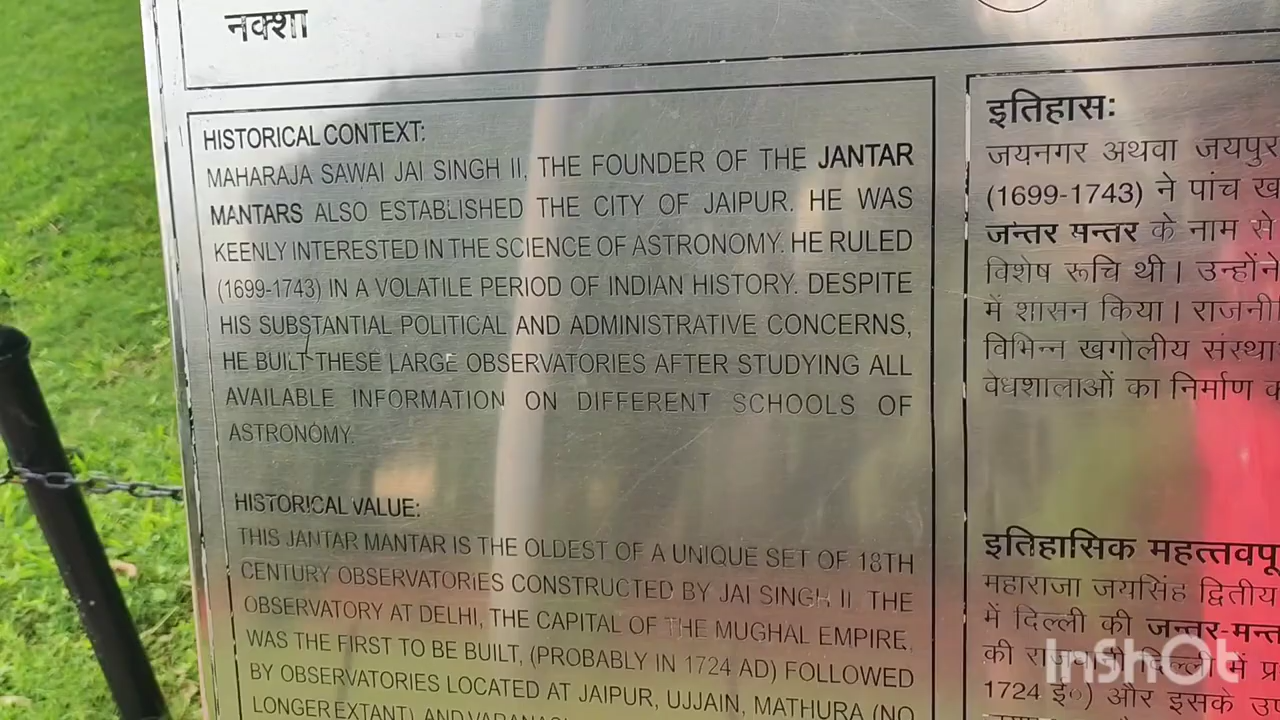 नक्शा
HISTORICAL CONTEXT:
MAHARAJA SAWAI JAI SINGH II, THE FOUNDER OF THE JANTAR
MANTARS ALSO ESTABLISHED THE CITY OF JAIPUR. HE WAS
KEENLY INTERESTED IN THE SCIENCE OF ASTRONOMY. HE RULED
(1699-1743) IN A VOLATILE PERIOD OF INDIAN HISTORY. DESPITE
HIS SUBSTANTIAL POLITICAL AND ADMINISTRATIVE CONCERNS,
HE BUILT THESE LARGE OBSERVATORIES AFTER STUDYING ALL
AVAILABLE INFORMATION ON DIFFERENT SCHOOLS OF
ASTRONOMY.
HISTORICAL VALUE:
THIS JANTAR MANTAR IS THE OLDEST OF A UNIQUE SET OF 18TH
CENTURY OBSERVATORIES CONSTRUCTED BY JAI SINGH II. THE
OBSERVATORY AT DELHI, THE CAPITAL OF THE MUGHAL EMPIRE,
WAS THE FIRST TO BE BUILT, (PROBABLY IN 1724 AD) FOLLOWED
BY OBSERVATORIES LOCATED AT JAIPUR, UJJAIN, MATHURA (NO
LONGER EXTANT) AND
इतिहासः
जयनगर अथवा जयपुर
(1699-1743) ने पांच
जन्तर मन्तर के नाम से
विशेष रूचि थी। उन्होंने
में शासन किया।
विभिन्न खगोलीय
वेधशालाओं का निर्माण
इतिहासिक महत्तवपू
महाराजा जयसिंह द्वितीय
में दिल्ली की जन्तर-मन्त
की दिल्ली में
1724 ई०) और इसके
InShOt